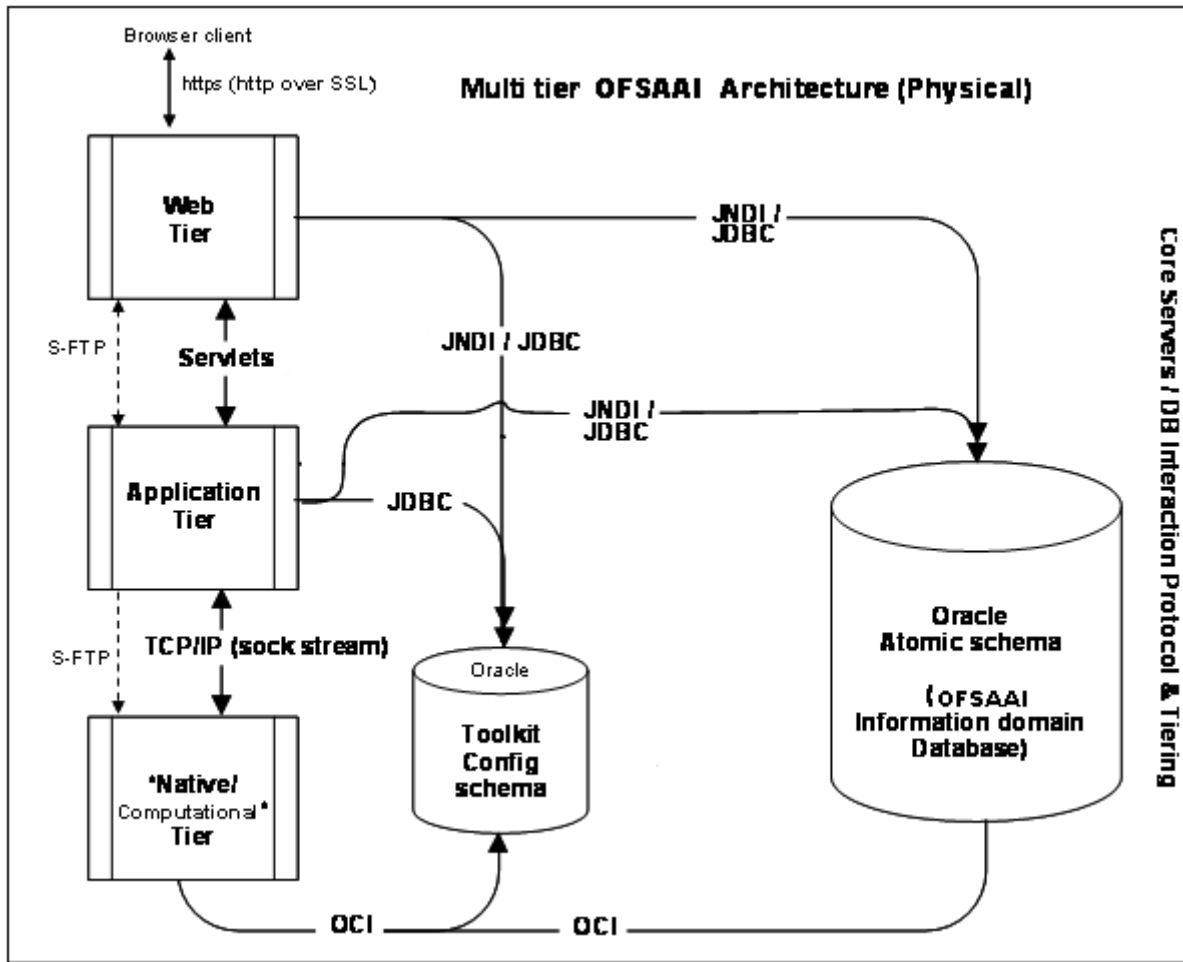 Browser client
https (http over SSL)
Multi tier OFSAAI Architecture (Physical)
Web
Tier
JNDI /
JDBC
S-FTP
Servlets
JNDI / JDBC
JNDI /
JDBC
Application
Tier
JDBC
S-FTP
TCP/IP (sock stream)
Oracle
Toolkit
Config
schema
Oracle
Atomic schema
(OFSAAI
Information domain
Database)
*Native/
Computational*
Tier
OCI
OCI
Core Servers / DB Interaction Protocol & Tiering